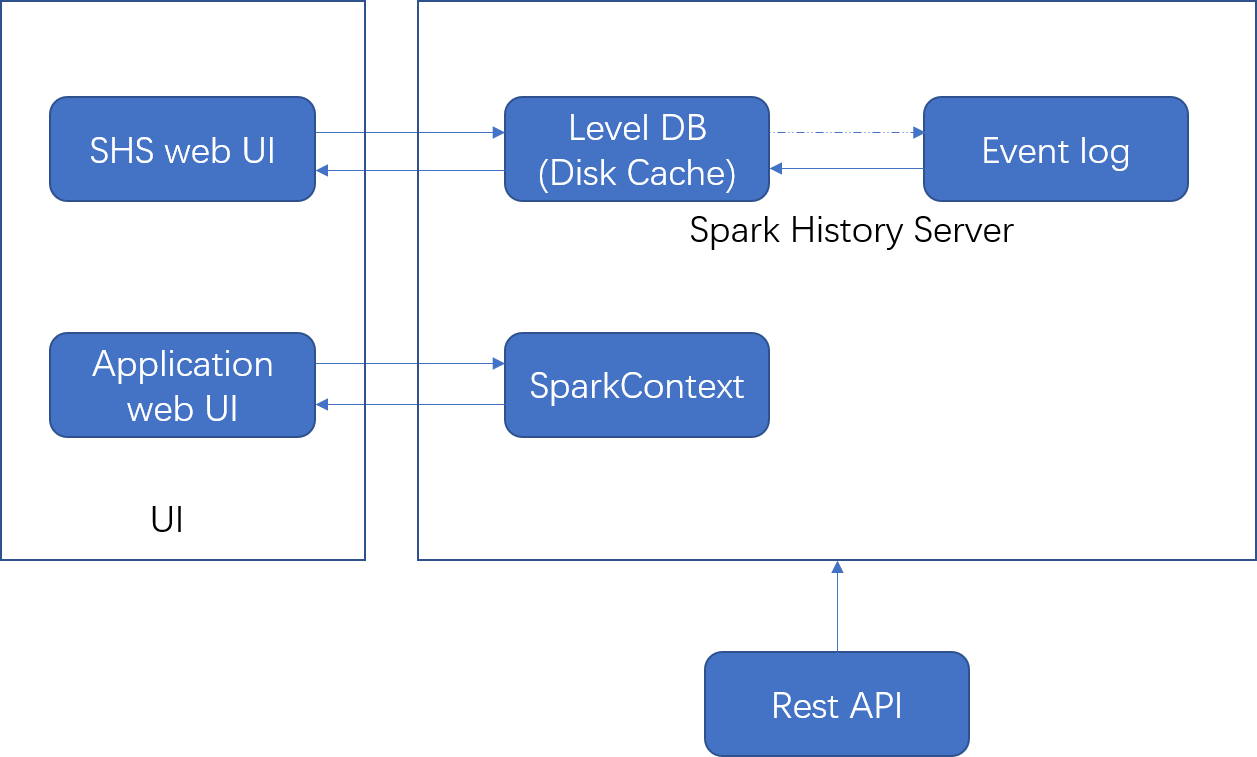 SHS web UI
Level DB
(Disk Cache)
Event log
Spark History Server
Application
web UI
SparkContext
UI
Rest API